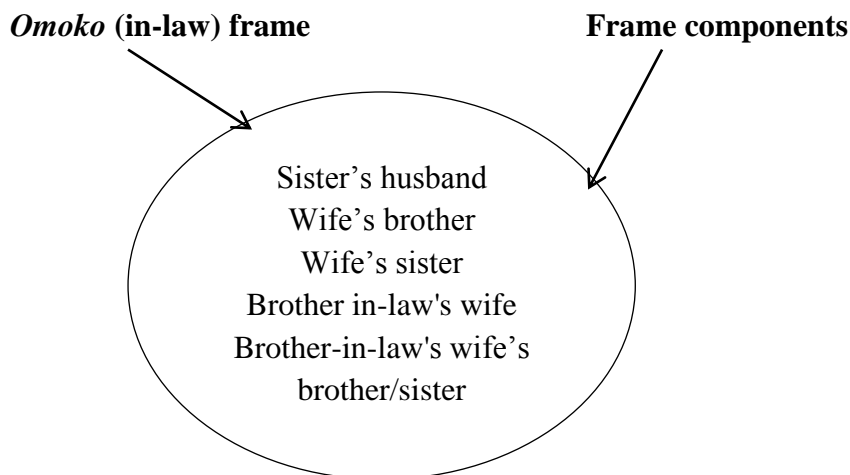 Omoko (in-law) frame
Frame components
Sister’s husband
Wife’s brother
Wife’s sister
Brother in-law's wife
Brother-in-law's wife’s
brother/sister